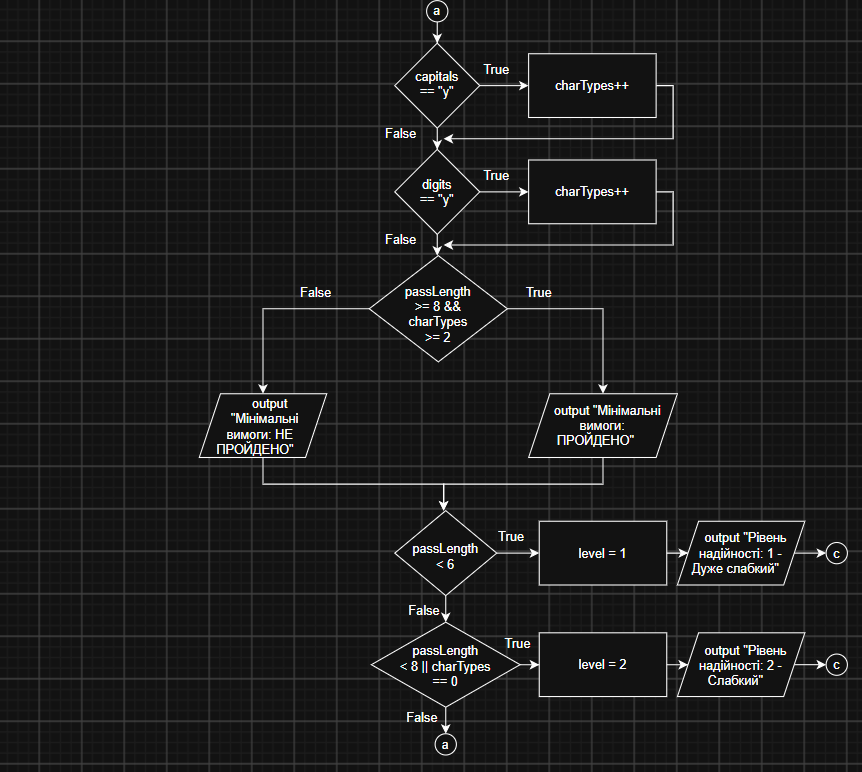 a
capitals
== "y"
True
charTypes++
False
digits
== "y"
True
charTypes++
False
passLength
>= 8 &&
charTypes
>= 2
False
True
output
"Мінімальні
вимоги: НЕ
ПРОЙДЕНО"
output "Мінімальні
вимоги:
ПРОЙДЕНО"
passLength
< 6
True
level = 1
output "Рівень
надійності: 1 -
Дуже слабкий"
c
False
passLength
< 8 || charTypes
== 0
True
level = 2
output "Рівень
надійності: 2 -
Слабкий"
c
False
a